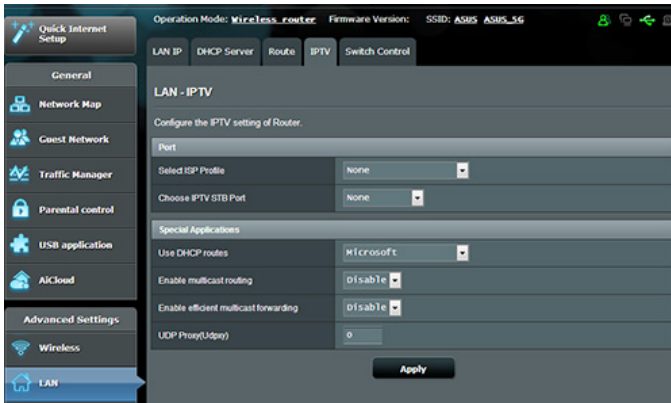 Quick Internet
Setup
Operation Mode: Wireless router Firmware Version: SSID: ASUS ASUS_5G
LAN IP DHCP Server Route IPTV Switch Control
General
Network Map
Guest Network
Traffic Manager
Parental control
USB application
AiCloud
Advanced Settings
Wireless
LAN
LAN - IPTV
Configure the IPTV setting of Router.
Port
Select ISP Profile None
Choose IPTV STB Port None
Special Applications
Use DHCP routes Microsoft
Enable multicast routing Disable
Enable efficient multicast forwarding Disable
UDP Proxy(Udpxy) 0
Apply